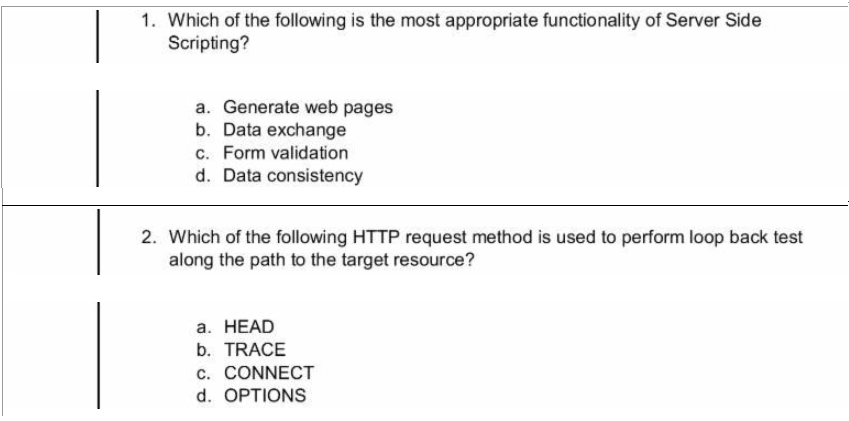 1. Which of the following is the most appropriate functionality of Server Side
Scripting?
a. Generate web pages
b. Data exchange
c. Form validation
d. Data consistency
2. Which of the following HTTP request method is used to perform loop back test
along the path to the target resource?
a. HEAD
b. TRACE
c. CONNECT
d. OPTIONS